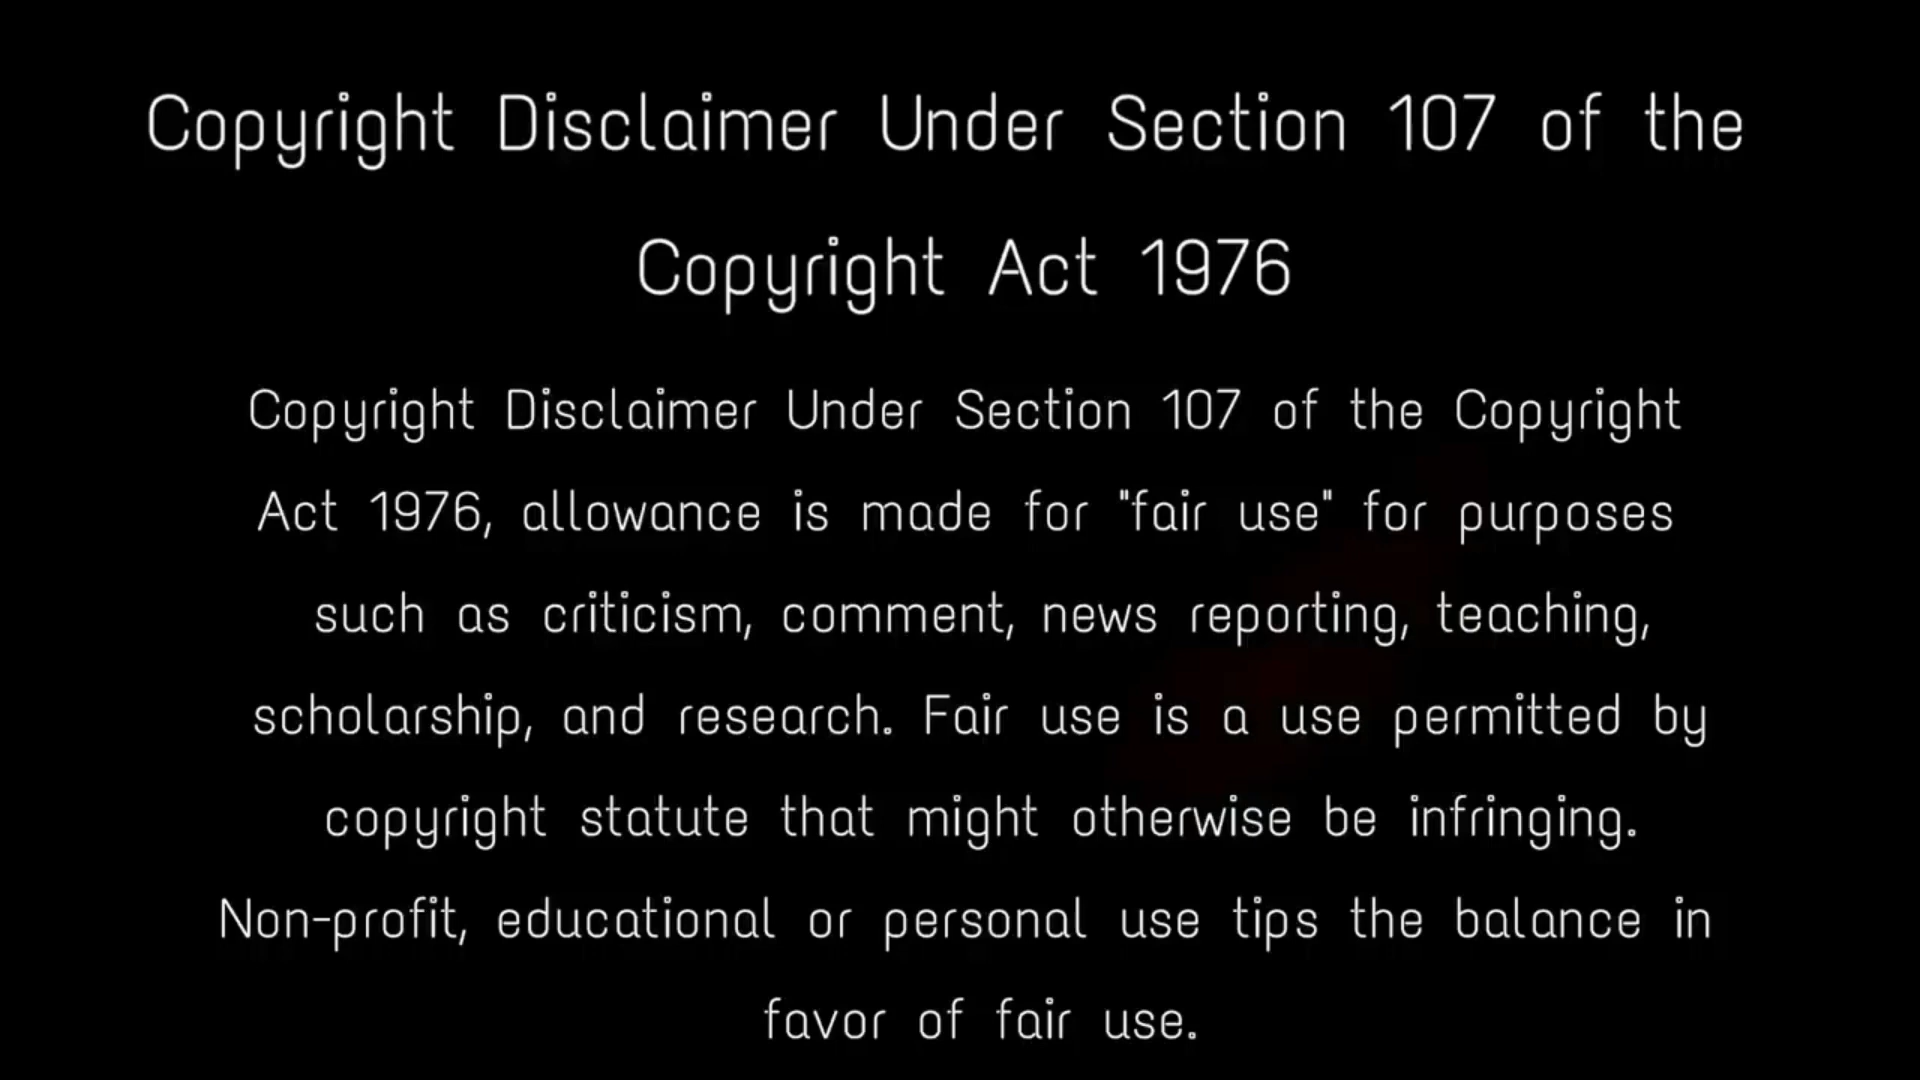 Copyright Disclaimer Under Section 107 of the
Copyright Act 1976
Copyright Disclaimer Under Section 107 of the Copyright
Act 1976, allowance is made for "fair use" for purposes
such as criticism, comment, news reporting, teaching,
scholarship, and research. Fair use is a use permitted by
copyright statute that might otherwise be infringing.
Non-profit, educational or personal use tips the balance in
favor of fair use.